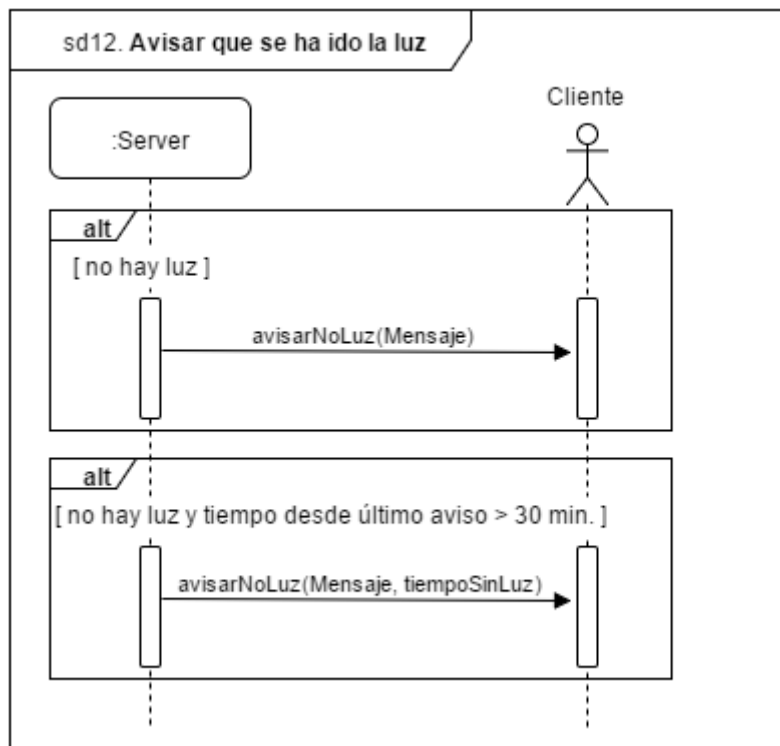 sd12. Avisar que se ha ido la luz
Cliente
:Server
alt
[ no hay luz ]
avisarNoLuz(Mensaje)
alt
[ no hay luz y tiempo desde último aviso > 30 min. ]
avisarNoLuz(Mensaje, tiempoSinLuz)